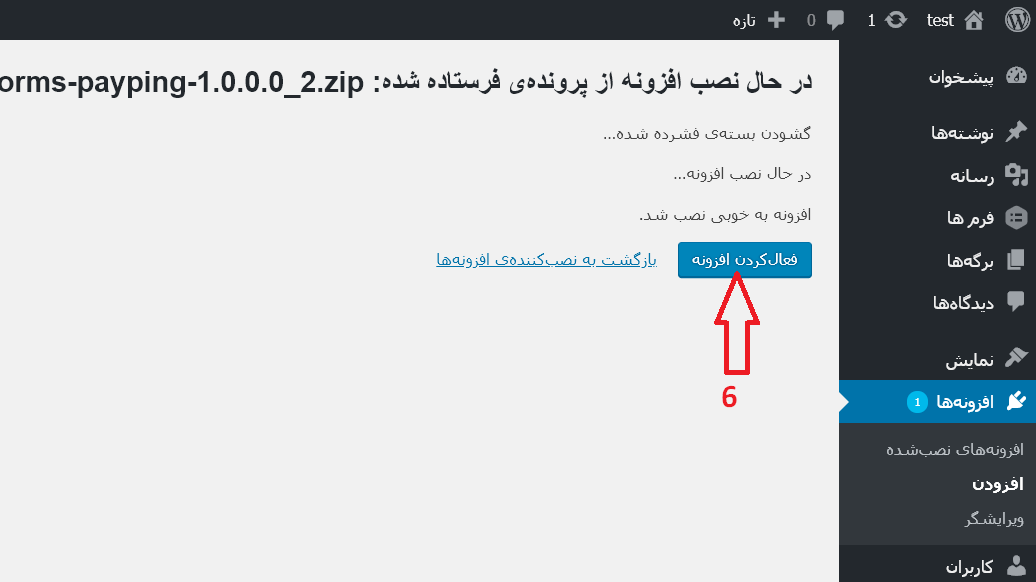 test
1
0
تازه
پیشخوان
نوشته‌ها
رسانه
فرم ها
برگه‌ها
دیدگاه‌ها
نمایش
افزونه‌ها 1
افزونه‌های نصب‌شده
افزودن
ویرایشگر
کاربران
در حال نصب افزونه از پرونده‌ی فرستاده شده: orms-payping-1.0.0.0_2.zip
گشودن بسته‌ی فشرده شده...
در حال نصب افزونه...
افزونه به خوبی نصب شد.
فعال‌کردن افزونه بازگشت به نصب‌کننده‌ی افزونه‌ها
6